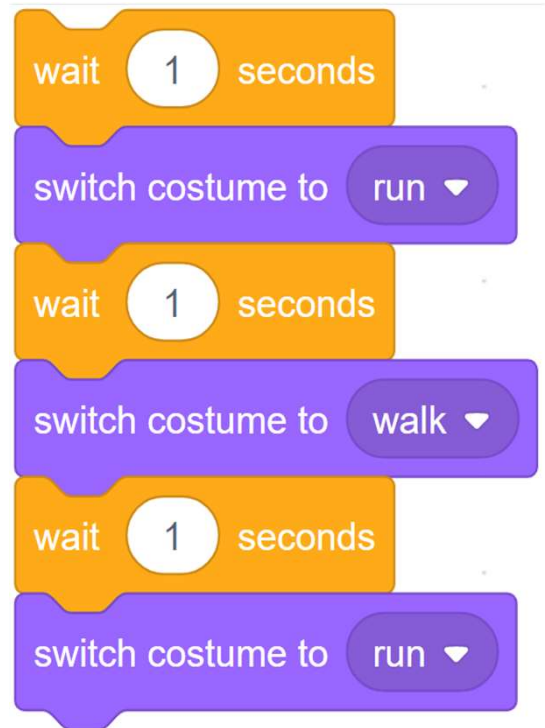 wait 1 seconds
switch costume to run
wait 1 seconds
switch costume to walk
wait 1 seconds
switch costume to run